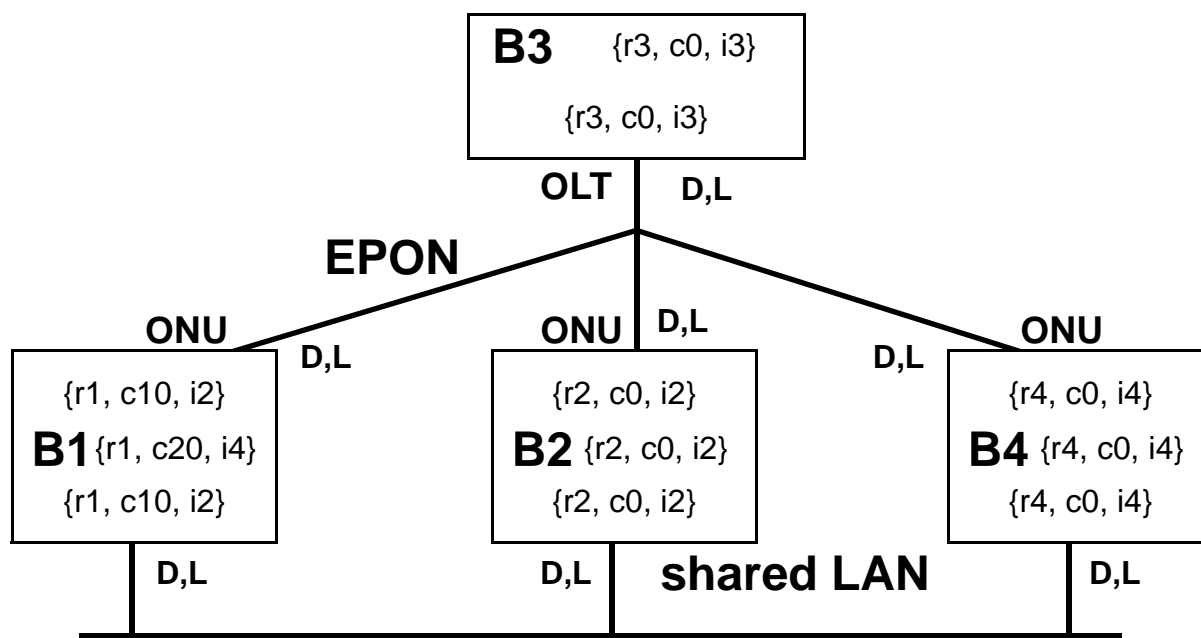 B3 {r3, c0, i3}
{r3, c0, i3}
OLT D,L
EPON
ONU ONU D,L ONU
D,L D,L
{r1, c10, i2} {r2, c0, i2} {r4, c0, i4}
B1 {r1, c20, i4} B2 {r2, c0, i2} B4 {r4, c0, i4}
{r1, c10, i2} {r2, c0, i2} {r4, c0, i4}
D,L D,L shared LAN D,L